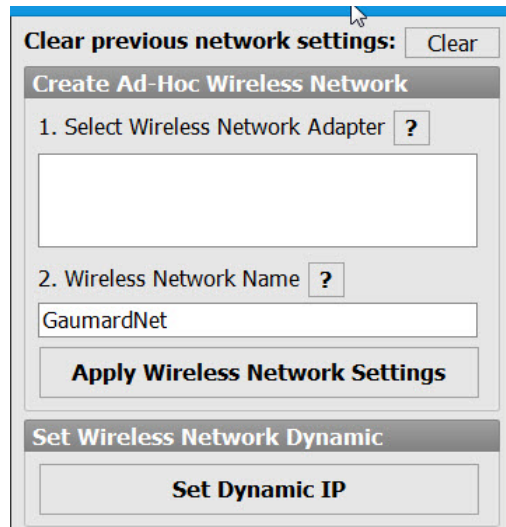 Clear previous network settings: Clear
Create Ad-Hoc Wireless Network
1. Select Wireless Network Adapter ?
2. Wireless Network Name ?
GaumardNet
Apply Wireless Network Settings
Set Wireless Network Dynamic
Set Dynamic IP